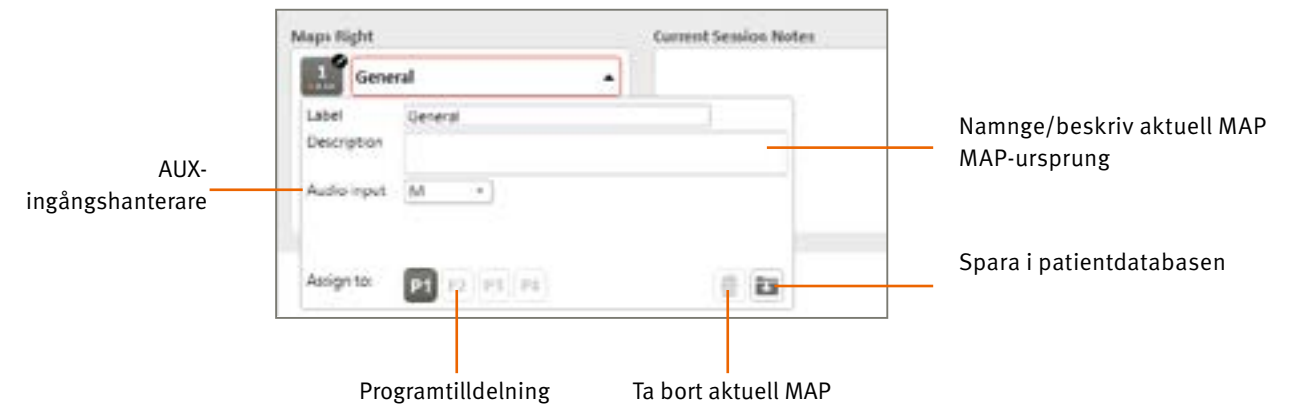 Maps Right
Current Session Notes
1
General
Label
General
Description
Namnge/beskriv aktuell MAP
MAP-ursprung
AUX-
ingångshanterare
Audio input
M
Spara i patientdatabasen
Assign to:
P1 P2 P3 P4
Programtilldelning
Ta bort aktuell MAP